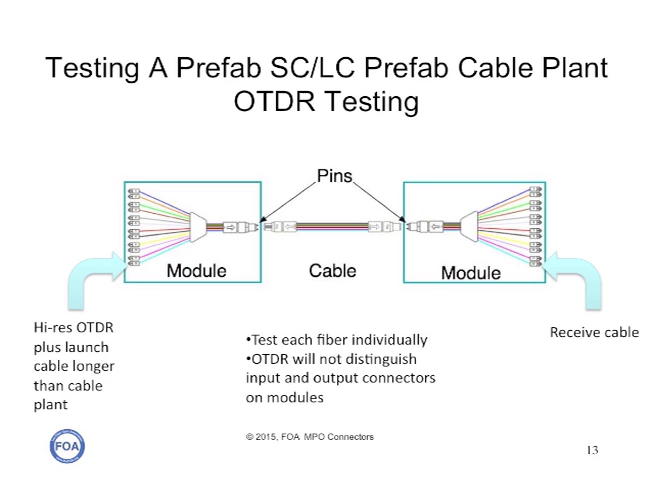 Testing A Prefab SC/LC Prefab Cable Plant
OTDR Testing
Pins
Module
Cable
Module
Hi-res OTDR
plus launch
cable longer
than cable
plant
•Test each fiber individually
•OTDR will not distinguish
input and output connectors
on modules
Receive cable
FOA
© 2015, FOA MPO Connectors
13